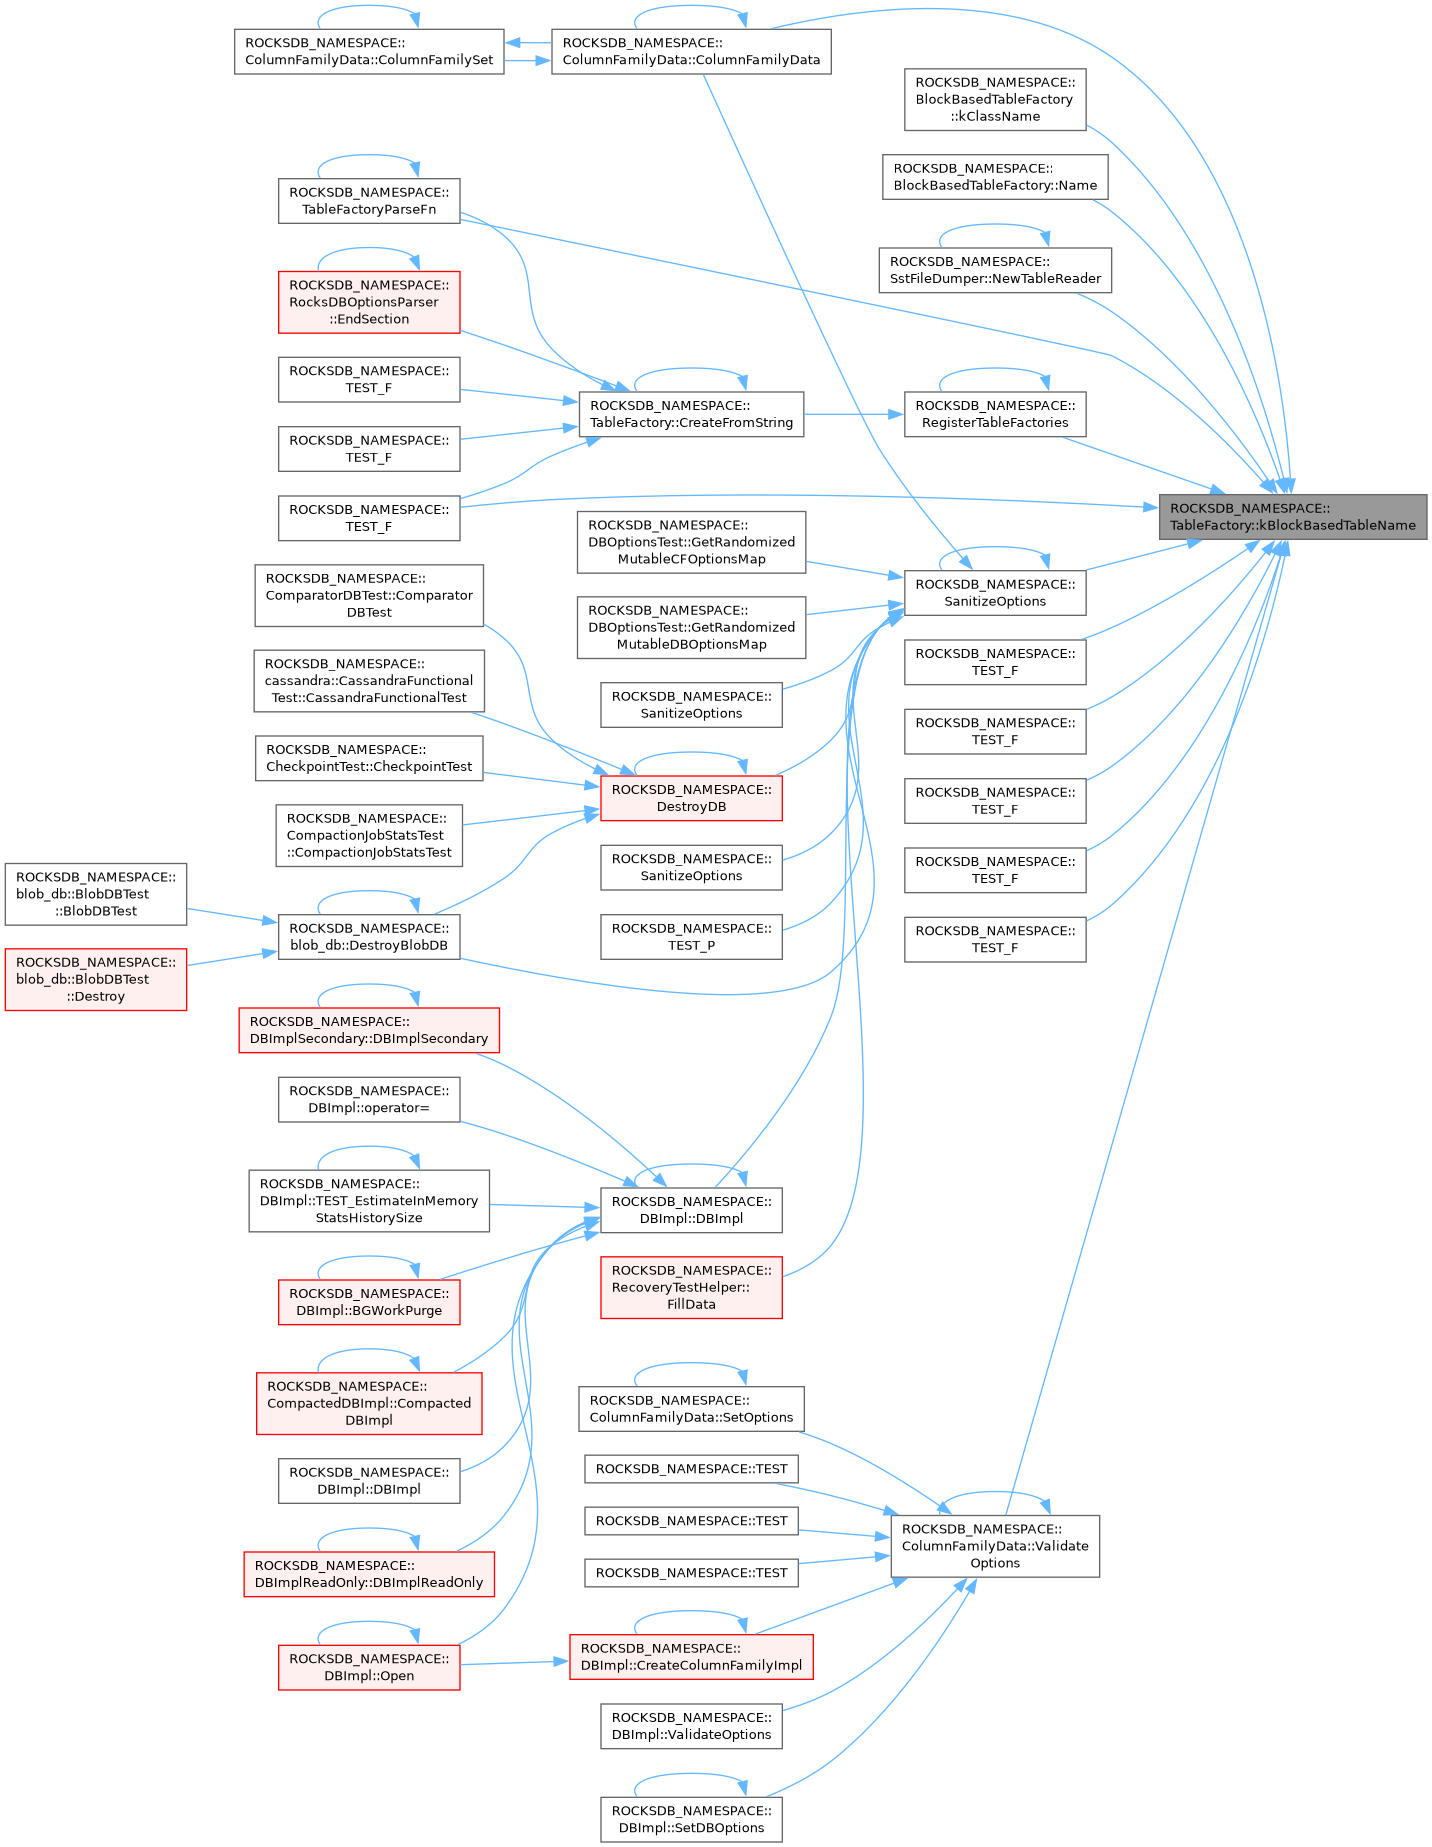 ROCKSDB_NAMESPACE::
ColumnFamilyData::ColumnFamilySet
ROCKSDB_NAMESPACE::
ColumnFamilyData::ColumnFamilyData
ROCKSDB_NAMESPACE::
BlockBasedTableFactory
::kClassName
ROCKSDB_NAMESPACE::
BlockBasedTableFactory::Name
ROCKSDB_NAMESPACE::
TableFactoryParseFn
ROCKSDB_NAMESPACE::
SstFileDumper::NewTableReader
ROCKSDB_NAMESPACE::
RocksDBOptionsParser
::EndSection
ROCKSDB_NAMESPACE::
TEST_F
ROCKSDB_NAMESPACE::
TableFactory::CreateFromString
ROCKSDB_NAMESPACE::
RegisterTableFactories
ROCKSDB_NAMESPACE::
TEST_F
ROCKSDB_NAMESPACE::
TEST_F
ROCKSDB_NAMESPACE::
TableFactory::kBlockBasedTableName
ROCKSDB_NAMESPACE::
DBOptionsTest::GetRandomized
MutableCFOptionsMap
ROCKSDB_NAMESPACE::
ComparatorDBTest::Comparator
DBTest
ROCKSDB_NAMESPACE::
SanitizeOptions
ROCKSDB_NAMESPACE::
DBOptionsTest::GetRandomized
MutableDBOptionsMap
ROCKSDB_NAMESPACE::
TEST_F
ROCKSDB_NAMESPACE::
cassandra::CassandraFunctional
Test::CassandraFunctionalTest
ROCKSDB_NAMESPACE::
SanitizeOptions
ROCKSDB_NAMESPACE::
TEST_F
ROCKSDB_NAMESPACE::
CheckpointTest::CheckpointTest
ROCKSDB_NAMESPACE::
DestroyDB
ROCKSDB_NAMESPACE::
TEST_F
ROCKSDB_NAMESPACE::
CompactionJobStatsTest
::CompactionJobStatsTest
ROCKSDB_NAMESPACE::
SanitizeOptions
ROCKSDB_NAMESPACE::
TEST_F
ROCKSDB_NAMESPACE::
blob_db::BlobDBTest
::BlobDBTest
ROCKSDB_NAMESPACE::
blob_db::DestroyBlobDB
ROCKSDB_NAMESPACE::
TEST_P
ROCKSDB_NAMESPACE::
TEST_F
ROCKSDB_NAMESPACE::
blob_db::BlobDBTest
::Destroy
ROCKSDB_NAMESPACE::
DBImplSecondary::DBImplSecondary
ROCKSDB_NAMESPACE::
DBImpl::operator=
ROCKSDB_NAMESPACE::
DBImpl::TEST_EstimateInMemory
StatsHistorySize
ROCKSDB_NAMESPACE::
DBImpl::DBImpl
ROCKSDB_NAMESPACE::
DBImpl::BGWorkPurge
ROCKSDB_NAMESPACE::
RecoveryTestHelper::
FillData
ROCKSDB_NAMESPACE::
CompactedDBImpl::Compacted
DBImpl
ROCKSDB_NAMESPACE::
ColumnFamilyData::SetOptions
ROCKSDB_NAMESPACE::
DBImpl::DBImpl
ROCKSDB_NAMESPACE::TEST
ROCKSDB_NAMESPACE::TEST
ROCKSDB_NAMESPACE::
ColumnFamilyData::Validate
Options
ROCKSDB_NAMESPACE::
DBImplReadOnly::DBImplReadOnly
ROCKSDB_NAMESPACE::TEST
ROCKSDB_NAMESPACE::
DBImpl::Open
ROCKSDB_NAMESPACE::
DBImpl::CreateColumnFamilyImpl
ROCKSDB_NAMESPACE::
DBImpl::ValidateOptions
ROCKSDB_NAMESPACE::
DBImpl::SetDBOptions